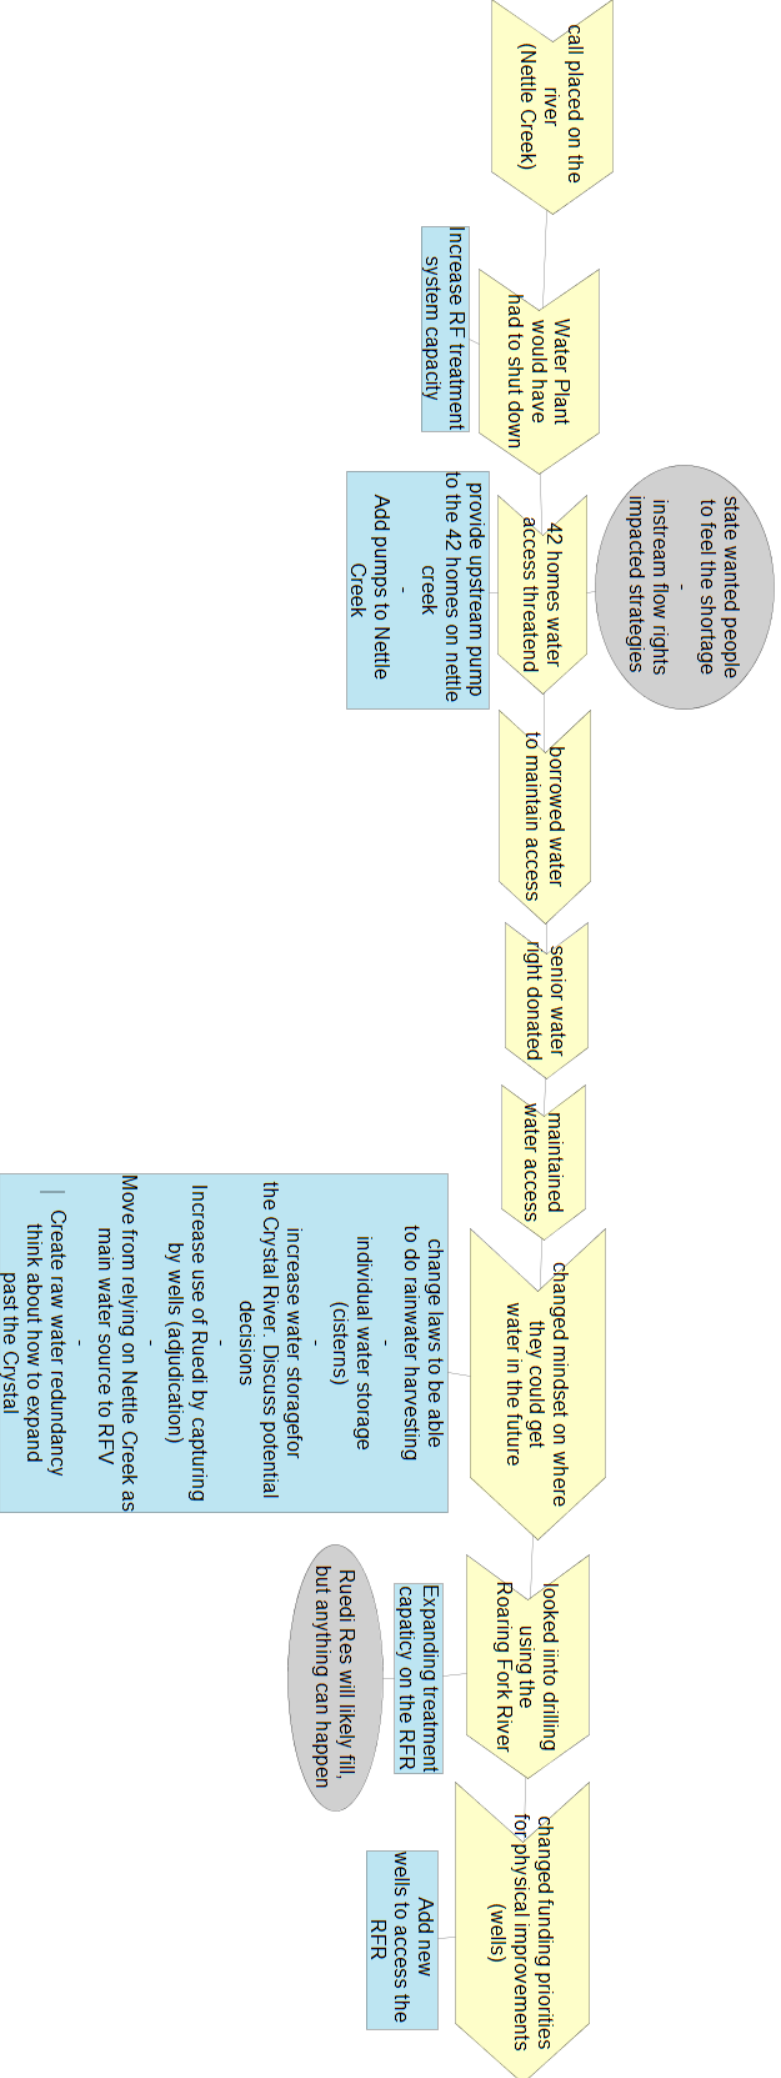 call placed on the
river
(Nettle Creek)
Water Plant
would have
had to shut down
Increase RF treatment
system capacity
state wanted people
to feel the shortage
-
instream flow rights
impacted strategies
42 homes water
access threatend
provide upstream pump
to the 42 homes on nettle
creek
-
Add pumps to Nettle
Creek
borrowed water
to maintain access
senior water
right donated
maintained
water access
changed mindset on where
they could get
water in the future
change laws to be able
to do rainwater harvesting
-
individual water storage
(cisterns)
-
increase water storagefor
the Crystal River. Discuss potential
decisions
-
Increase use of Ruedi by capturing
by wells (adjudication)
-
Move from relying on Nettle Creek as
main water source to RFV
-
Create raw water redundancy
| think about how to expand
past the Crystal
looked iinto drilling
using the
Roaring Fork River
Expanding treatment
capaticy on the RFR
Ruedi Res will likely fill,
but anything can happen
changed funding priorities
for physical improvements
(wells)
Add new
wells to access the
RFR